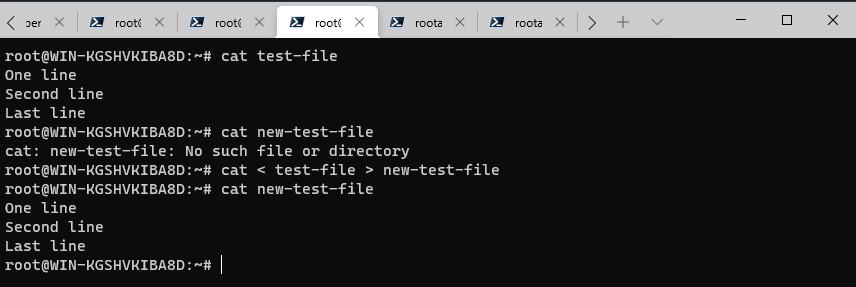 per root@ root@ root@ roota roota
root@WIN-KGSHVKIBA8D:~# cat test-file
One line
Second line
Last line
root@WIN-KGSHVKIBA8D:~# cat new-test-file
cat: new-test-file: No such file or directory
root@WIN-KGSHVKIBA8D:~# cat < test-file > new-test-file
root@WIN-KGSHVKIBA8D:~# cat new-test-file
One line
Second line
Last line
root@WIN-KGSHVKIBA8D:~#